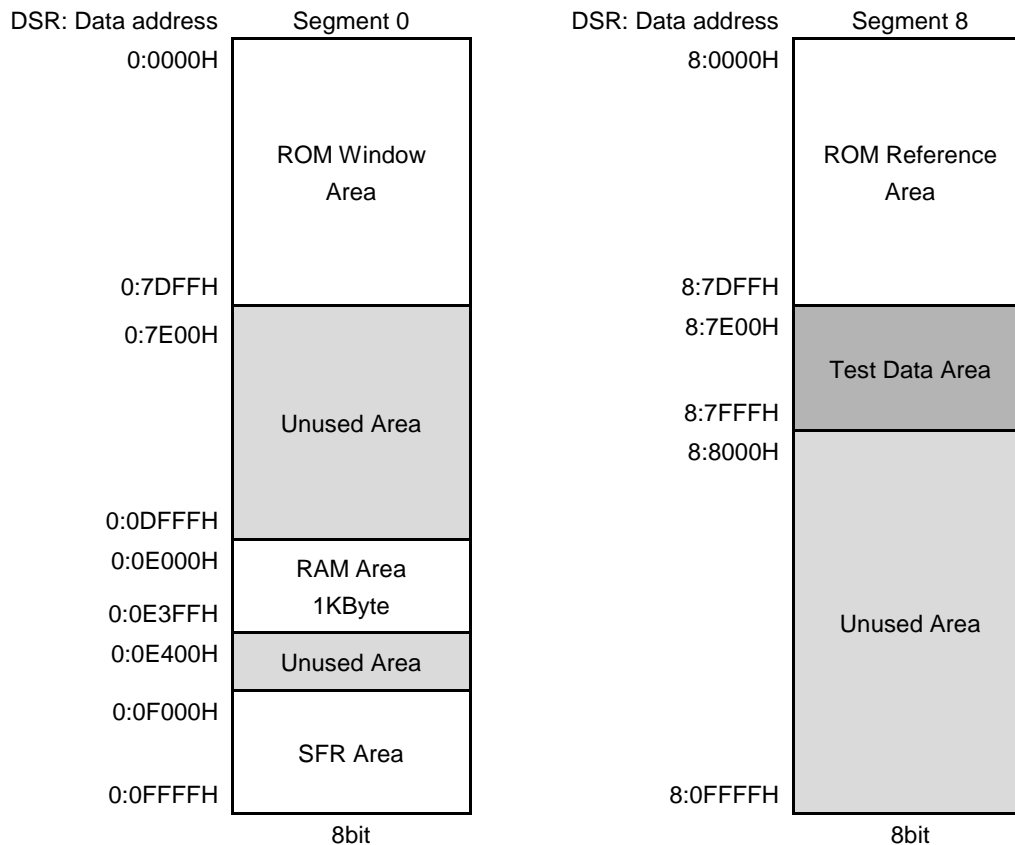 DSR: Data address
Segment 0
0:0000H
ROM Window
Area
0:7DFFH
0:7E00H
Unused Area
0:0DFFFH
0:0E000H
RAM Area
1KByte
0:0E3FFH
0:0E400H
Unused Area
0:0F000H
SFR Area
0:0FFFFH
8bit
DSR: Data address
Segment 8
8:0000H
ROM Reference
Area
8:7DFFH
8:7E00H
Test Data Area
8:7FFFH
8:8000H
Unused Area
8:0FFFFH
8bit